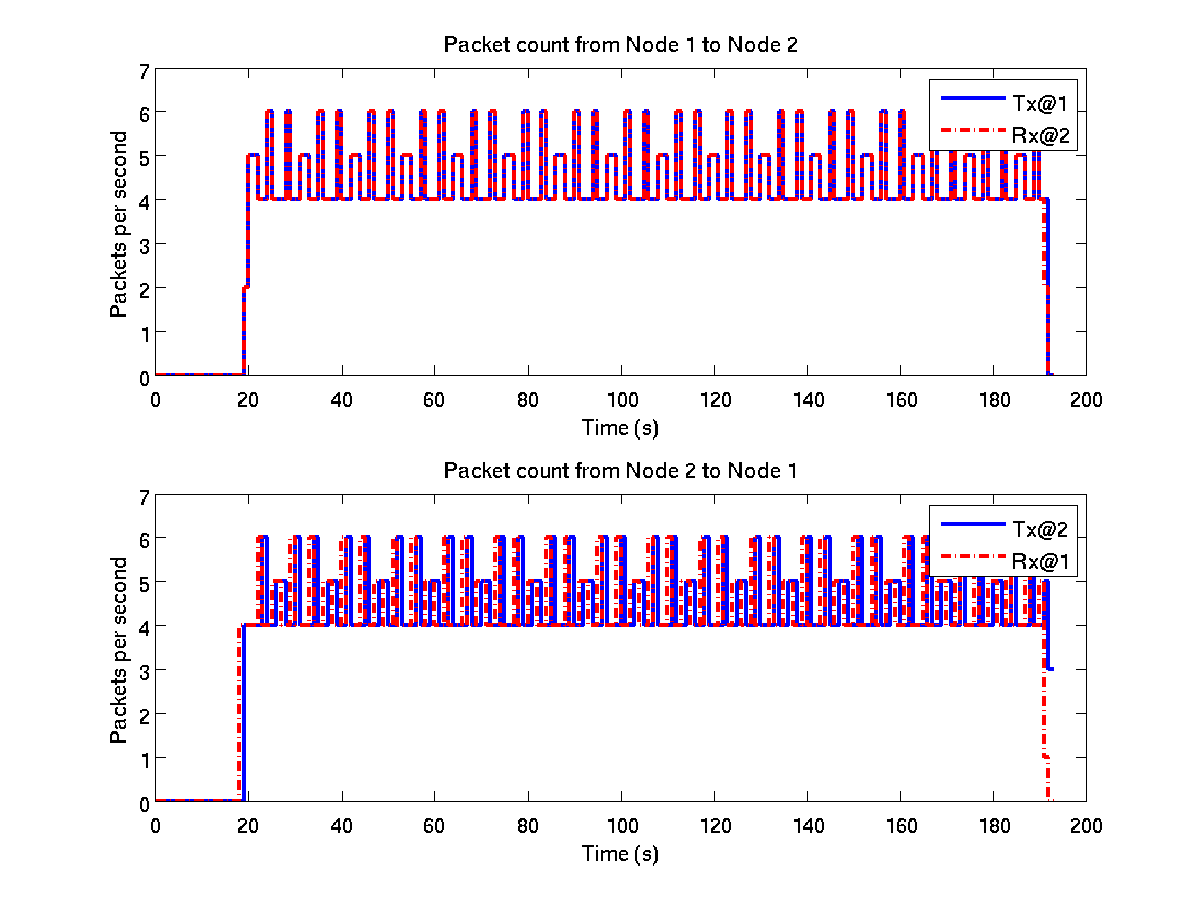 Packet count from Node 1 to Node 2
7
6
5
4
3
2
1
0
Packets per second
Tx@1
Rx@2
0 20 40 60 80 100 120 140 160 180 200
Time (s)
Packet count from Node 2 to Node 1
7
6
5
4
3
2
1
0
Packets per second
Tx@2
Rx@1
0 20 40 60 80 100 120 140 160 180 200
Time (s)